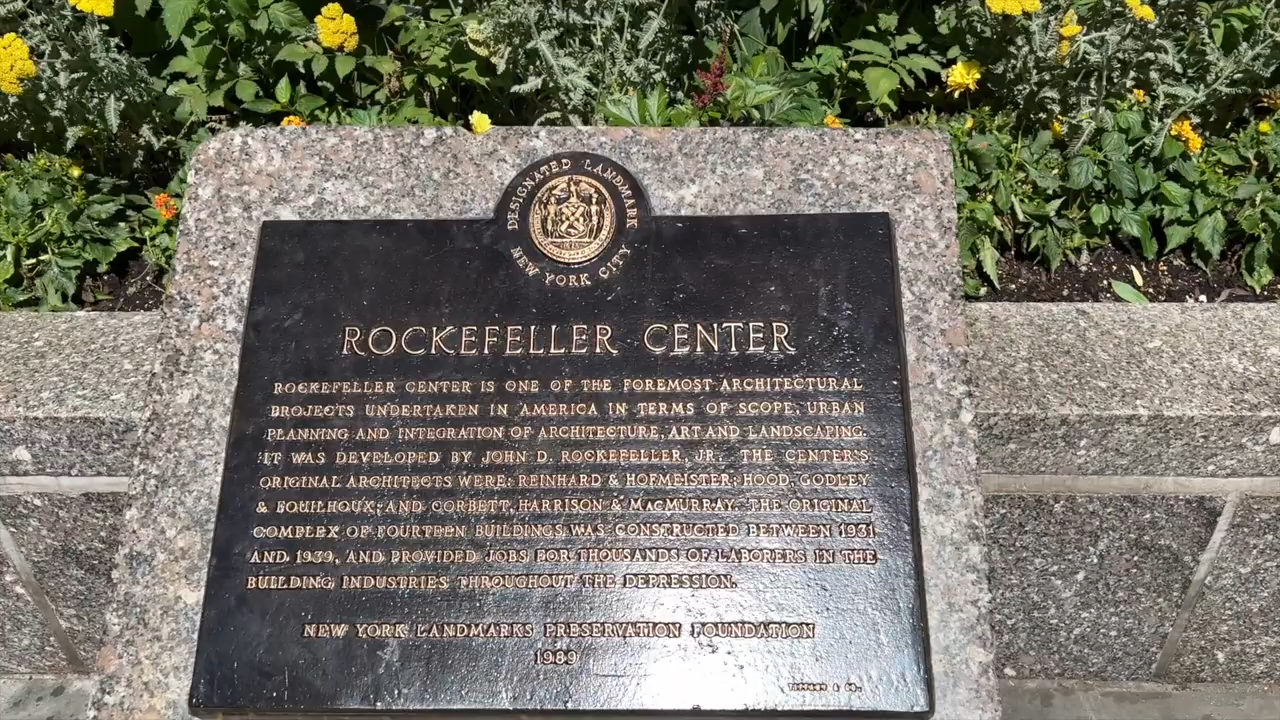 DESIGNATED LANDMARK
NEW YORK CITY
ROCKEFELLER CENTER
ROCKEFELLER CENTER IS ONE OF THE FOREMOST ARCHITECTURAL
PROJECTS UNDERTAKEN IN AMERICA IN TERMS OF SCOPE, URBAN
PLANNING AND INTEGRATION OF ARCHITECTURE, ART AND LANDSCAPING.
IT WAS DEVELOPED BY JOHN D. ROCKEFELLER, JR. THE CENTER'S
ORIGINAL ARCHITECTS WERE: REINHARD & HOFMEISTER; HOOD, GODLEY
& FOUILHOUX; AND CORBETT, HARRISON & MACMURRAY. THE ORIGINAL
COMPLEX OF FOURTEEN BUILDINGS WAS CONSTRUCTED BETWEEN 1931
AND 1939, AND PROVIDED JOBS FOR THOUSANDS OF LABORERS IN THE
BUILDING INDUSTRIES THROUGHOUT THE DEPRESSION.
NEW YORK LANDMARKS PRESERVATION FOUNDATION
1989
& CO.